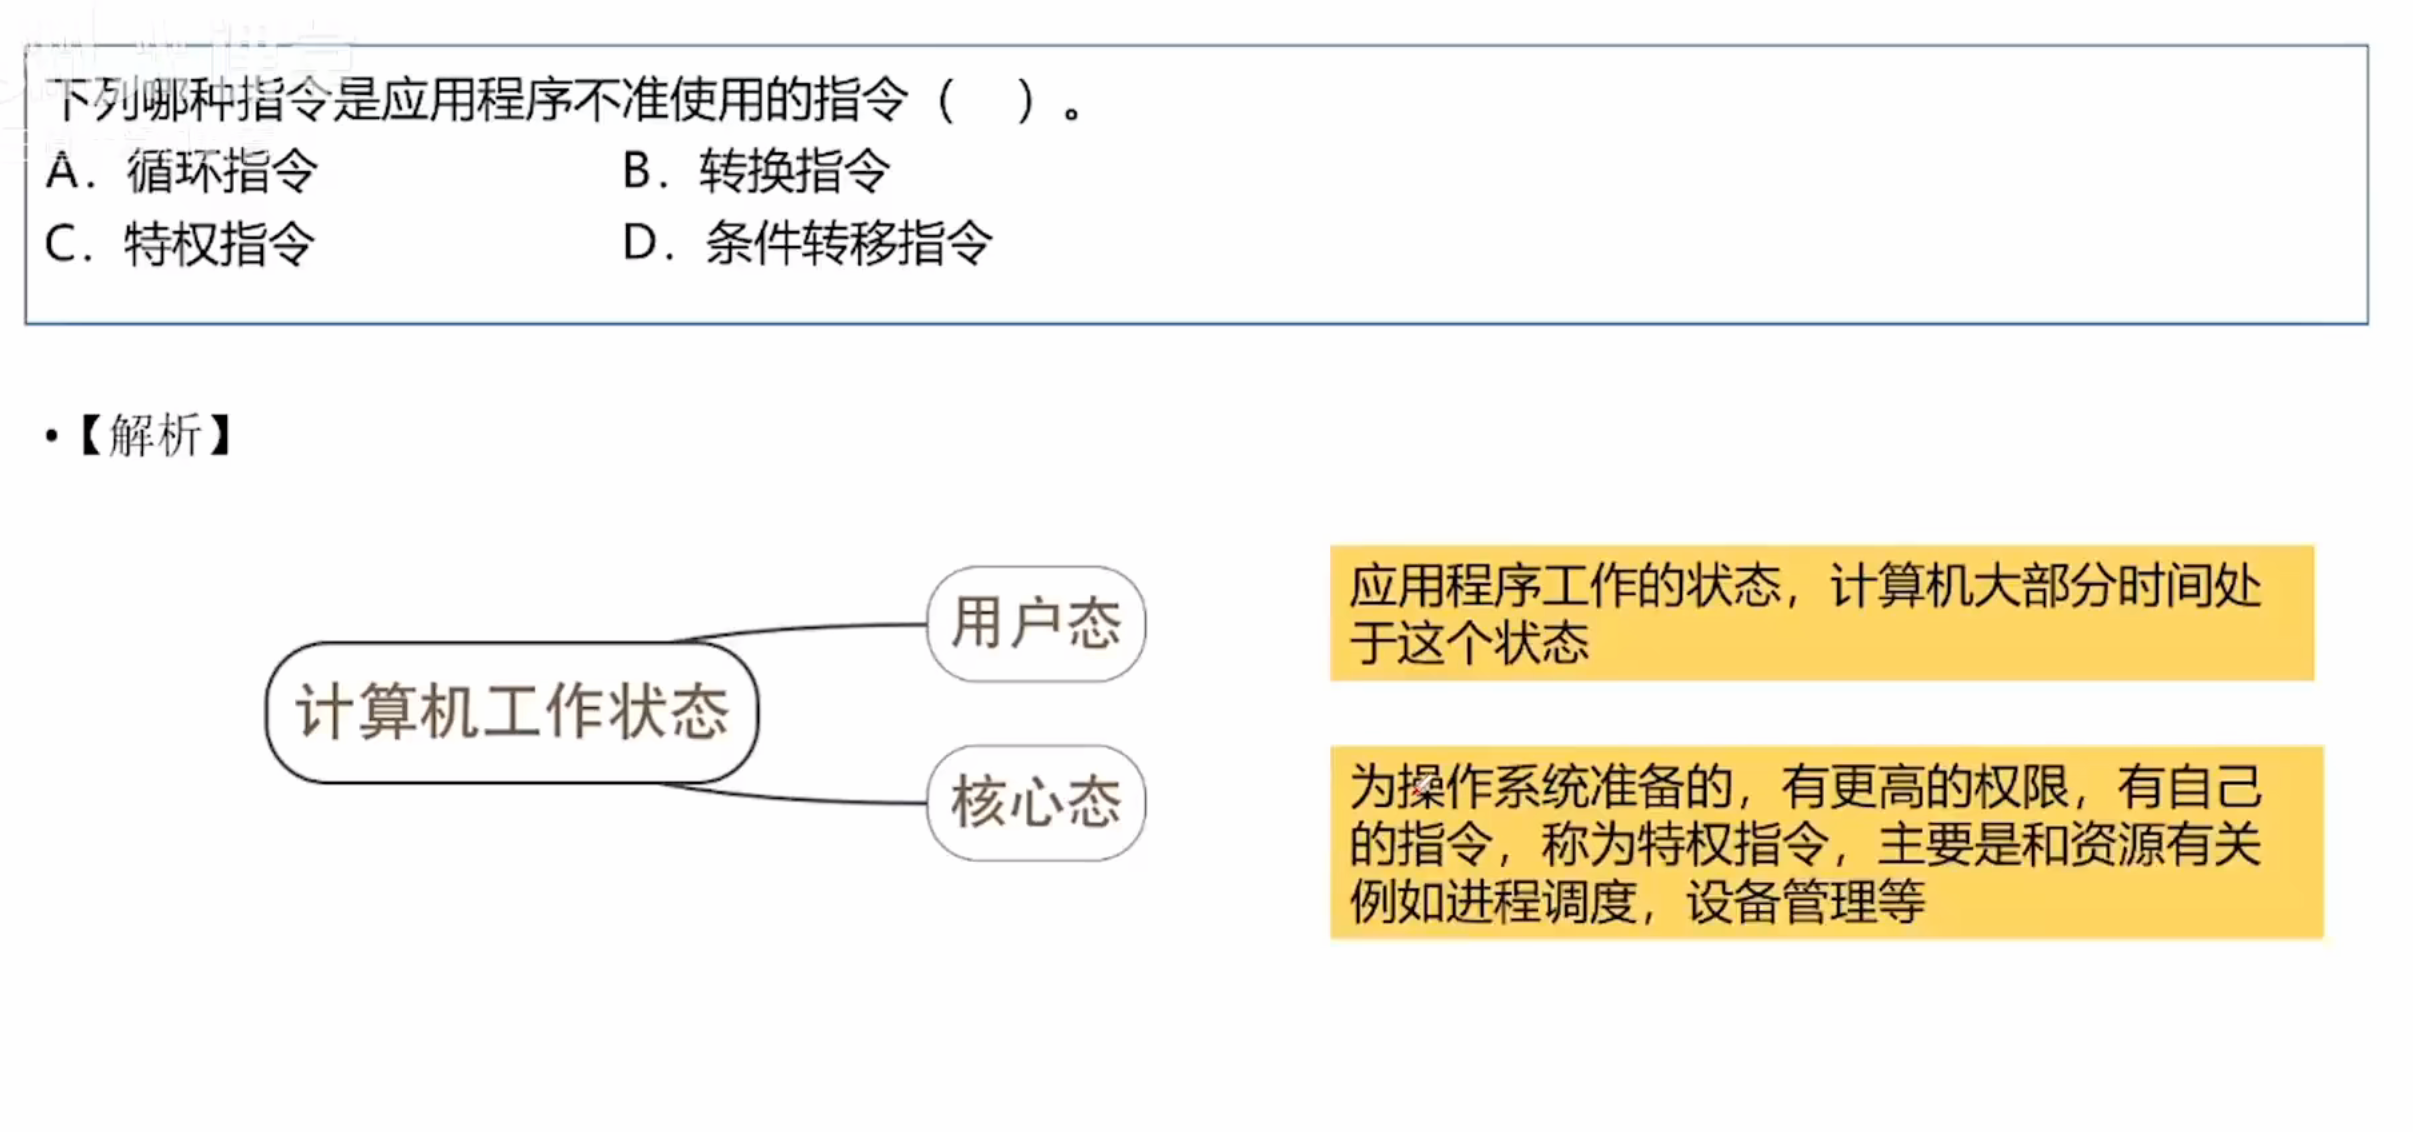 下列哪种指令是应用程序不准使用的指令（　）。
A．循环指令 B．转换指令
C．特权指令 D．条件转移指令
•【解析】
计算机工作状态
用户态
应用程序工作的状态，计算机大部分时间处
于这个状态
核心态
为操作系统准备的，有更高的权限，有自己
的指令，称为特权指令，主要是和资源有关
例如进程调度，设备管理等